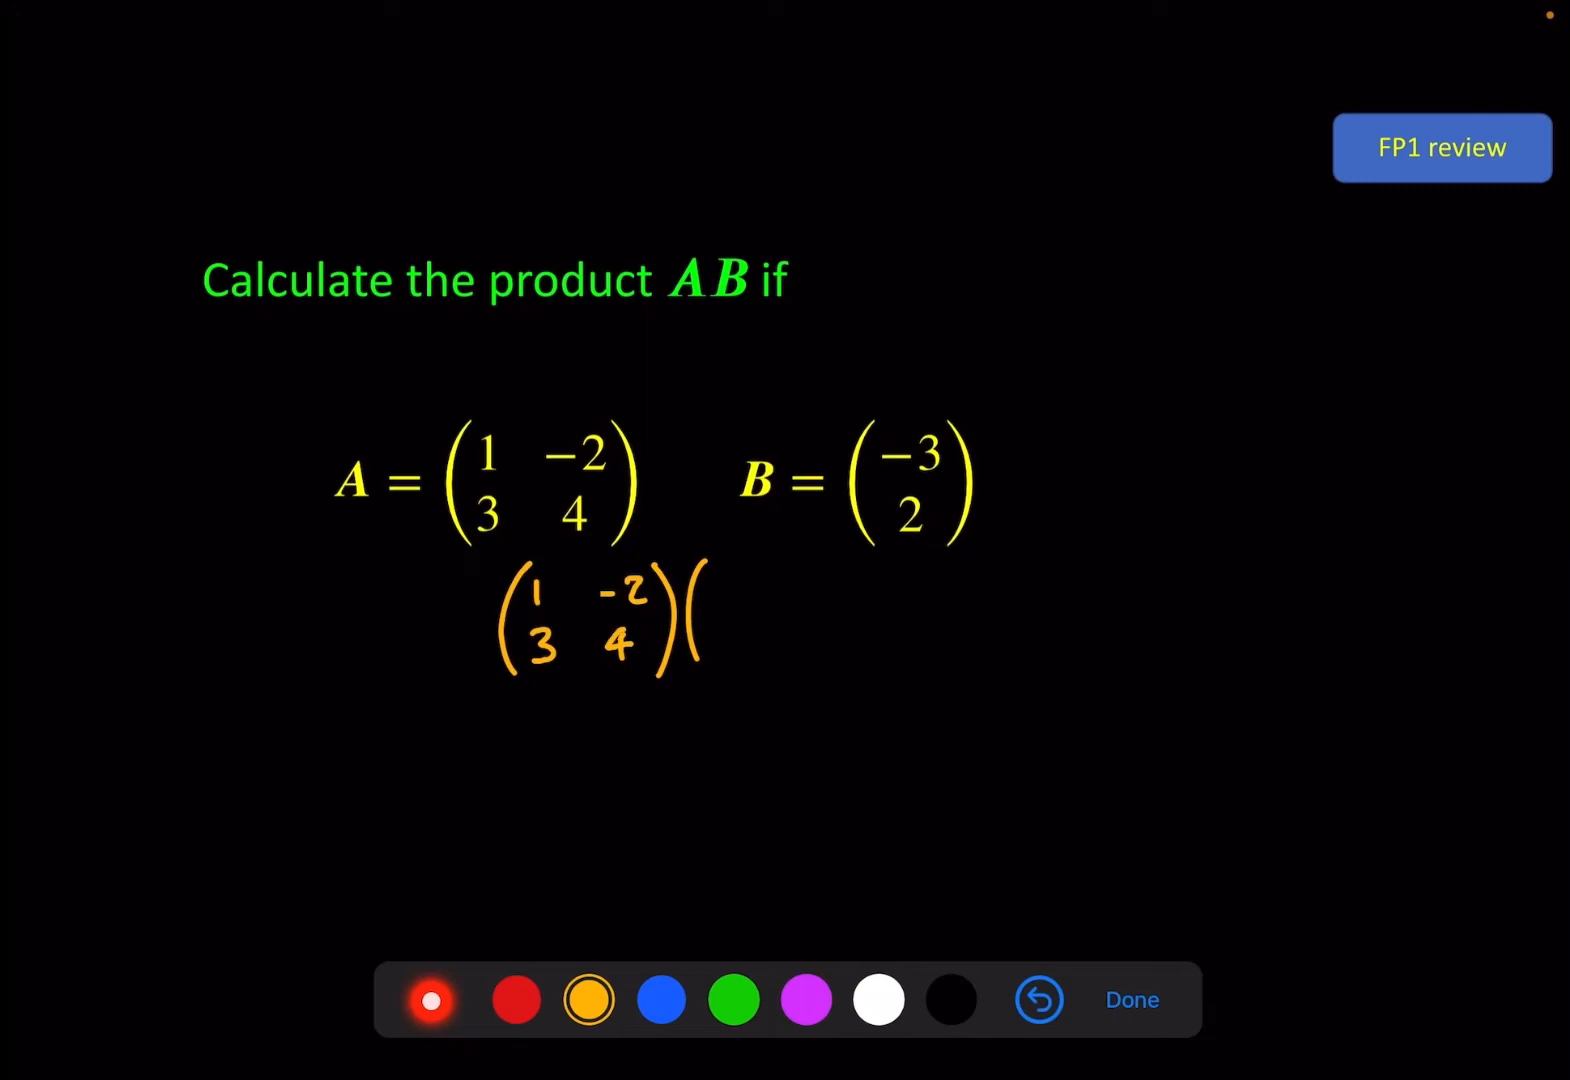 FP1 review
Calculate the product AB if
A = (1 −2
3 4) B = (−3
2)
(1 -2
3 4)(
Done